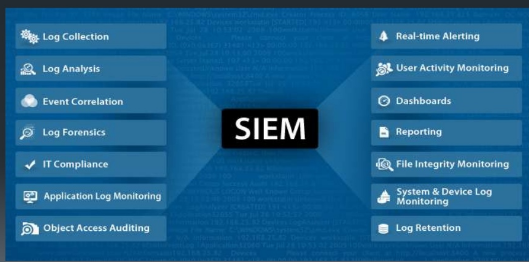 Log Collection
Log Analysis
Event Correlation
Log Forensics
IT Compliance
Application Log Monitoring
Object Access Auditing
SIEM
Real-time Alerting
User Activity Monitoring
Dashboards
Reporting
File Integrity Monitoring
System & Device Log
Monitoring
Log Retention